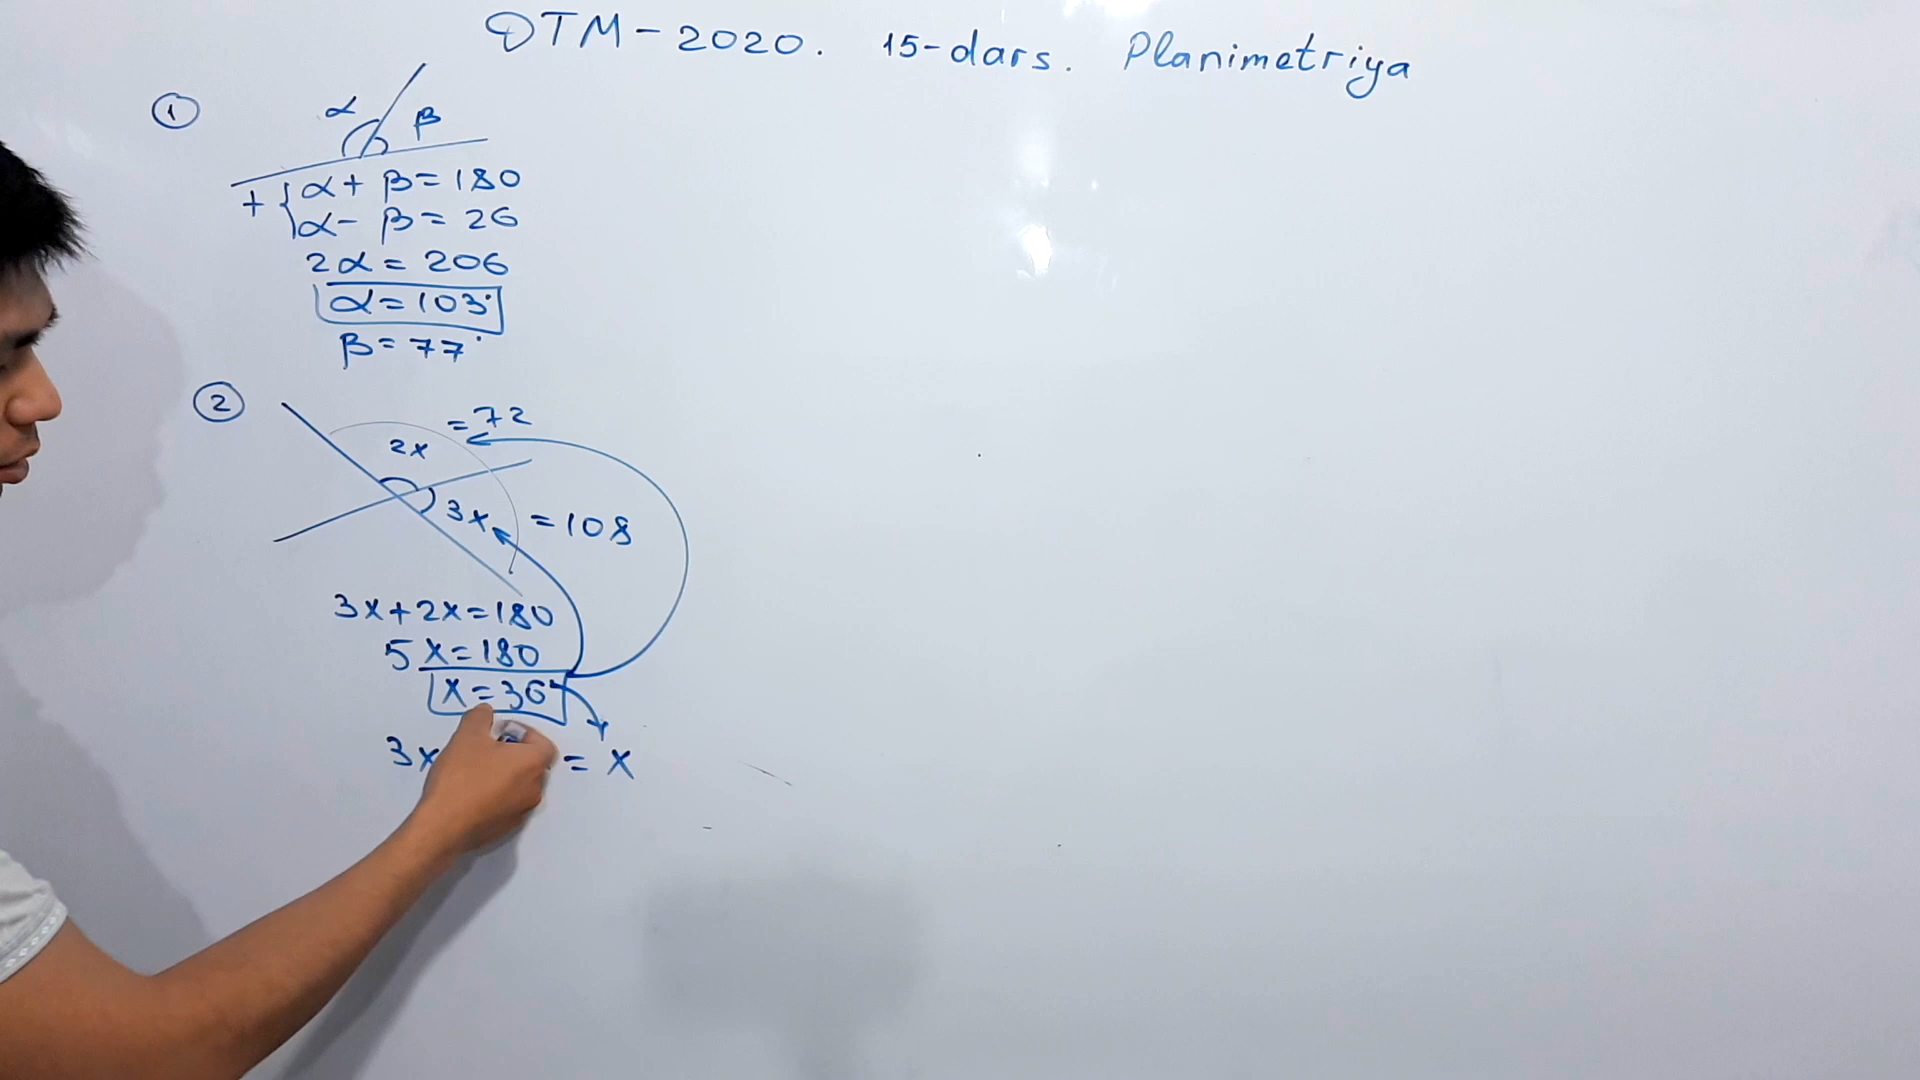 DTM-2020. 15-dars. Planimetriya
1
α β
+ { α + β = 180
α - β = 26
2α = 206
α = 103°
β = 77°
2
= 72
2x
3x = 108
3x + 2x = 180
5x = 180
x = 36°
3x = x